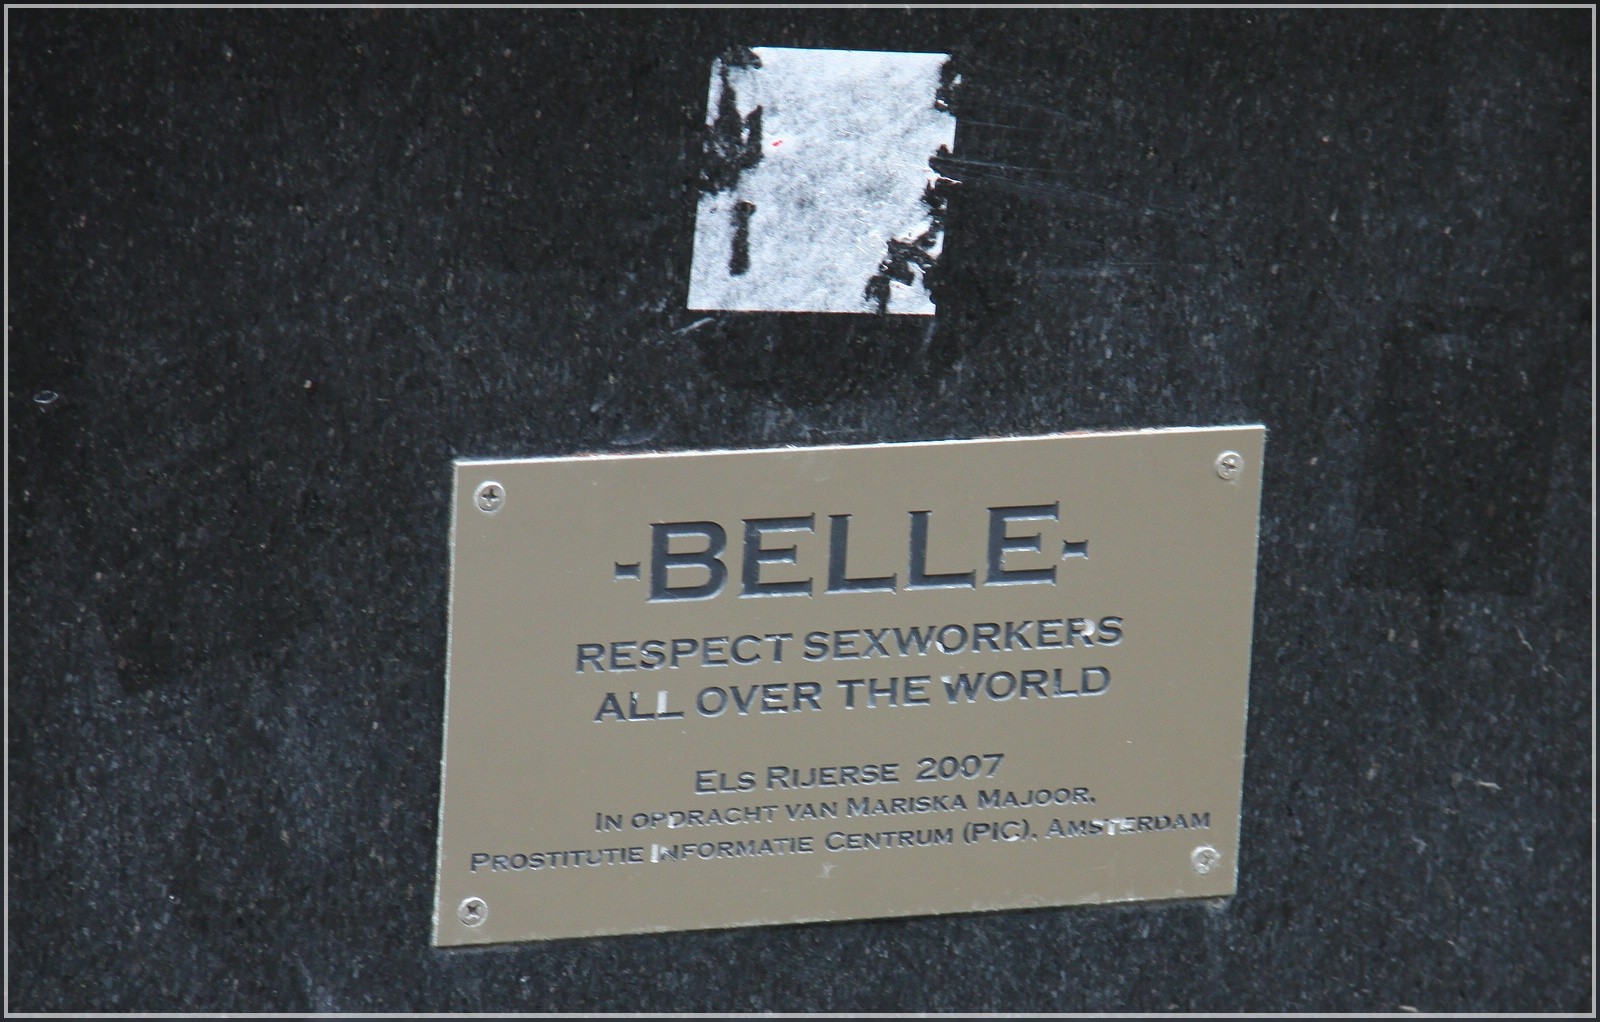 -BELLE-
RESPECT SEXWORKERS
ALL OVER THE WORLD
ELS RIJERSE 2007
IN OPDRACHT VAN MARISKA MAJOOR,
PROSTITUTIE INFORMATIE CENTRUM (PIC), AMSTERDAM